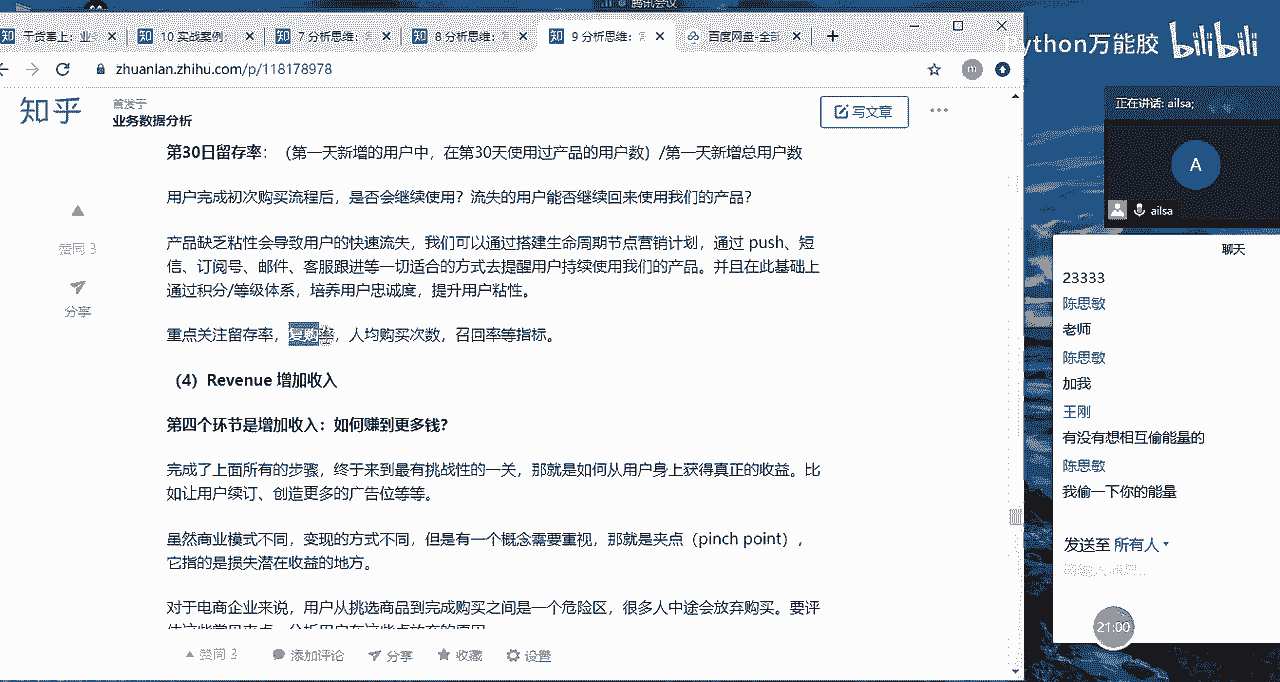 腾讯会议
干货奉上：业
10 实战案例：
7 分析思维：
8 分析思维：
9 分析思维：
百度网盘-全部
zhuanlan.zhihu.com/p/118178978
m
知乎
首发于
业务数据分析
写文章
第30日留存率：（第一天新增的用户中，在第30天使用过产品的用户数）/第一天新增总用户数
用户完成初次购买流程后，是否会继续使用？流失的用户能否继续回来使用我们的产品？
产品缺乏粘性会导致用户的快速流失，我们可以通过搭建生命周期节点营销计划，通过 push、短
信、订阅号、邮件、客服跟进等一切适合的方式去提醒用户持续使用我们的产品。并且在此基础上
通过积分/等级体系，培养用户忠诚度，提升用户粘性。
重点关注留存率，复购率，人均购买次数，召回率等指标。
（4）Revenue 增加收入
第四个环节是增加收入：如何赚到更多钱？
完成了上面所有的步骤，终于来到最有挑战性的一关，那就是如何从用户身上获得真正的收益。比
如让用户续订、创造更多的广告位等等。
虽然商业模式不同，变现的方式不同，但是有一个概念需要重视，那就是夹点（pinch point），
它指的是损失潜在收益的地方。
对于电商企业来说，用户从挑选商品到完成购买之间是一个危险区，很多人中途会放弃购买。要评
赞同 3
分享
赞同 3
添加评论
分享
收藏
设置
ython万能胶
bilibili
正在讲话: ailsa;
A
ailsa
聊天
23333
陈思敏
老师
陈思敏
加我
王刚
有没有想相互偷能量的
陈思敏
我偷一下你的能量
发送至 所有人
21:00